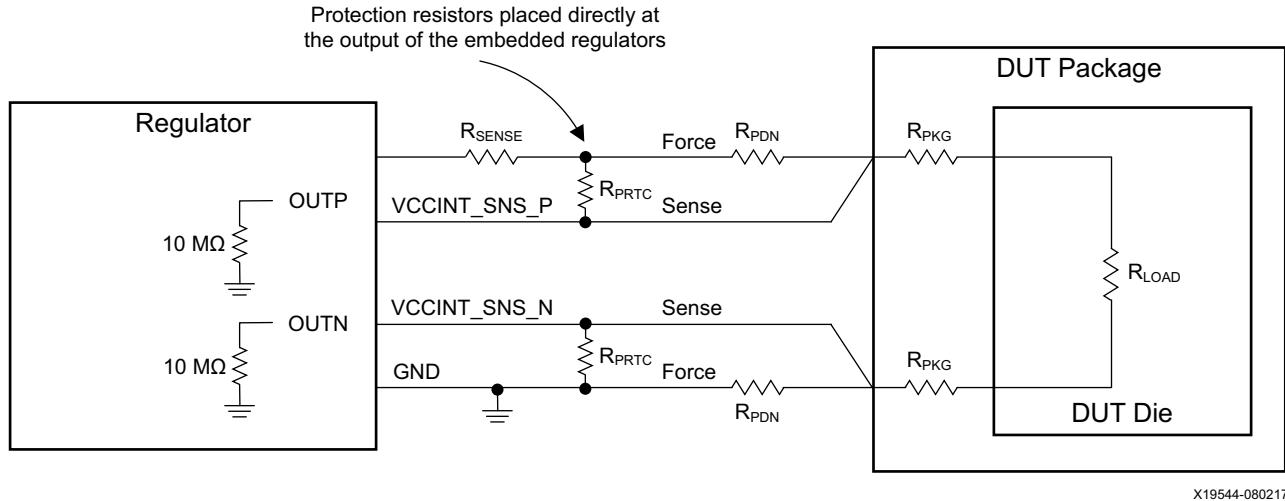 Protection resistors placed directly at
the output of the embedded regulators
DUT Package
Regulator
RSENSE
Force
RPDN
RPKG
RPRTC
OUTP
VCCINT_SNS_P
Sense
10 MΩ
RLOAD
VCCINT_SNS_N
Sense
OUTN
RPRTC
10 MΩ
GND
Force
RPKG
RPDN
DUT Die
X19544-080217